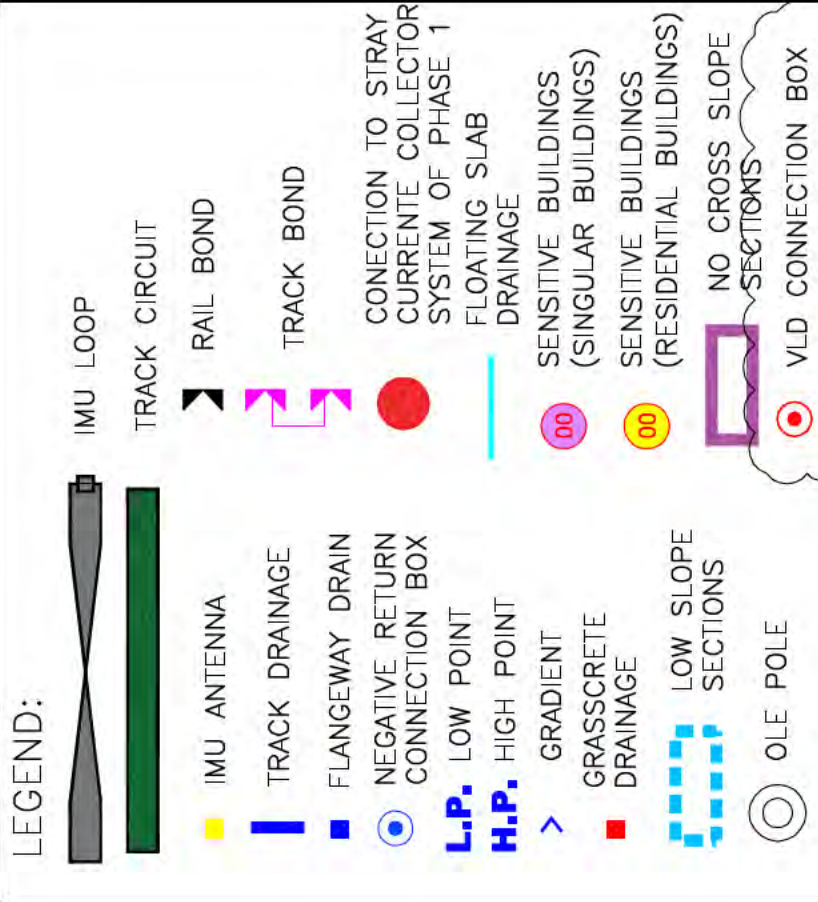 LEGEND:
IMU LOOP
TRACK CIRCUIT
IMU ANTENNA
TRACK DRAINAGE
FLANGEWAY DRAIN
NEGATIVE RETURN
CONNECTION BOX
L.P. LOW POINT
H.P. HIGH POINT
GRADIENT
GRASSCRETE
DRAINAGE
LOW SLOPE
SECTIONS
OLE POLE
RAIL BOND
TRACK BOND
CONECTION TO STRAY
CURRENTE COLLECTOR
SYSTEM OF PHASE 1
FLOATING SLAB
DRAINAGE
00 SENSITIVE BUILDINGS
(SINGULAR BUILDINGS)
00 SENSITIVE BUILDINGS
(RESIDENTIAL BUILDINGS)
NO CROSS SLOPE
SECTIONS
VLD CONNECTION BOX